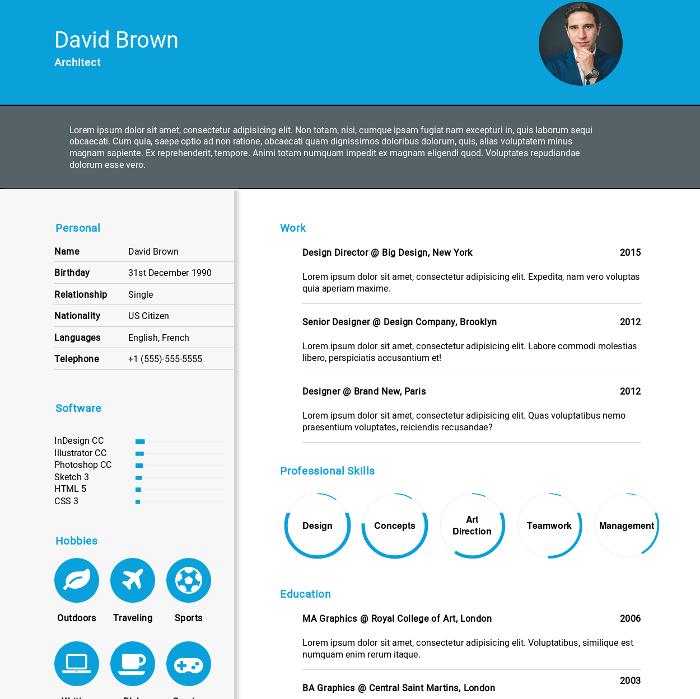 David Brown
Architect
Lorem ipsum dolor sit amet, consectetur adipisicing elit. Non totam, nisi, cumque ipsam fugiat nam excepturi in, quis laborum sequi
obcaecati. Cum quia, saepe optio ad non ratione, obcaecati quam dignissimos doloribus dolorum, quis, alias voluptatem minus
magnam sapiente. Ex reprehenderit, tempore. Animi totam numquam impedit ex magnam eligendi quod. Voluptates repudiandae
dolorum esse vero.
Personal
Name David Brown
Birthday 31st December 1990
Relationship Single
Nationality US Citizen
Languages English, French
Telephone +1 (555)-555-5555
Software
InDesign CC
Illustrator CC
Photoshop CC
Sketch 3
HTML 5
CSS 3
Hobbies
Outdoors Traveling Sports
Work
Design Director @ Big Design, New York 2015
Lorem ipsum dolor sit amet, consectetur adipisicing elit. Expedita, nam vero voluptas
quia aperiam maxime.
Senior Designer @ Design Company, Brooklyn 2012
Lorem ipsum dolor sit amet, consectetur adipisicing elit. Labore commodi molestias
libero, perspiciatis accusantium et!
Designer @ Brand New, Paris 2012
Lorem ipsum dolor sit amet, consectetur adipisicing elit. Quas voluptatibus nemo
praesentium voluptates, reiciendis recusandae?
Professional Skills
Design Concepts Art Direction Teamwork Management
Education
MA Graphics @ Royal College of Art, London 2006
Lorem ipsum dolor sit amet, consectetur adipisicing elit. Voluptatibus, similique est
numquam enim rerum itaque.
BA Graphics @ Central Saint Martins, London 2003